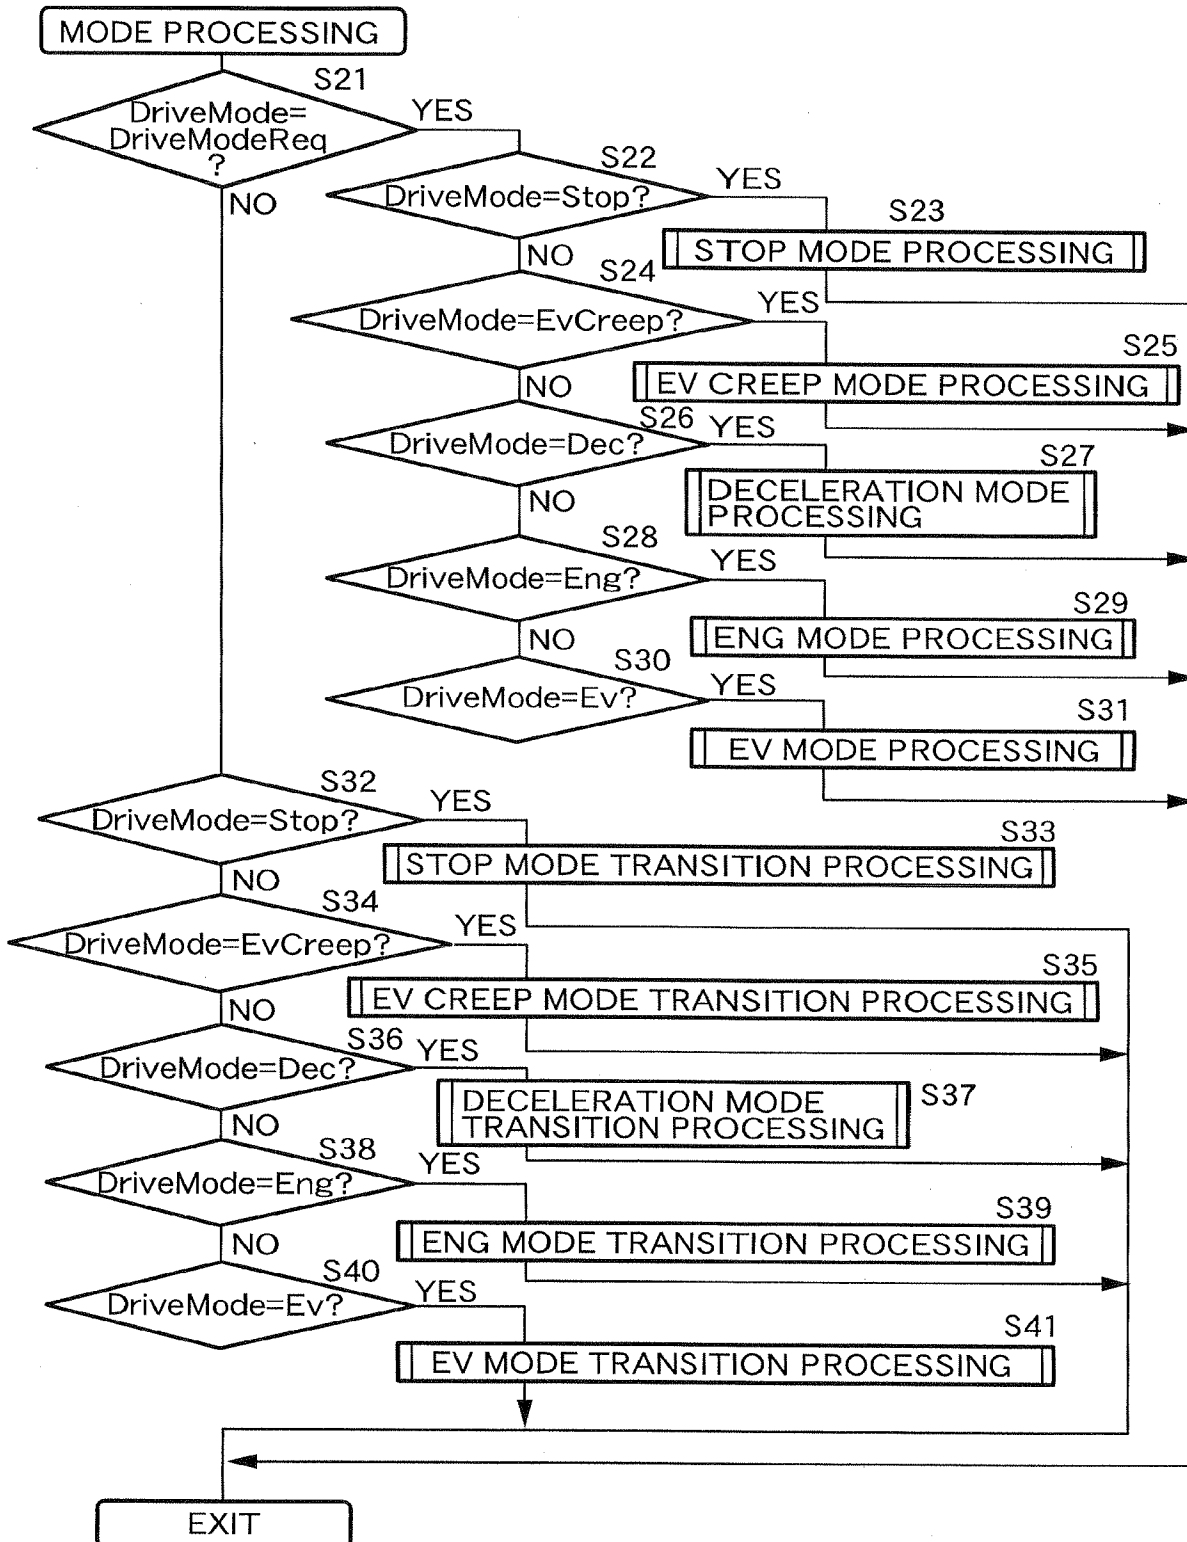 MODE PROCESSING
S21
DriveMode=
DriveModeReq
?
YES
NO
S22
DriveMode=Stop?
YES
NO
S23
STOP MODE PROCESSING
S24
DriveMode=EvCreep?
YES
NO
S25
EV CREEP MODE PROCESSING
S26
DriveMode=Dec?
YES
NO
S27
DECELERATION MODE
PROCESSING
S28
DriveMode=Eng?
YES
NO
S29
ENG MODE PROCESSING
S30
DriveMode=Ev?
YES
S31
EV MODE PROCESSING
S32
DriveMode=Stop?
YES
NO
S33
STOP MODE TRANSITION PROCESSING
S34
DriveMode=EvCreep?
YES
NO
S35
EV CREEP MODE TRANSITION PROCESSING
S36
DriveMode=Dec?
YES
NO
DECELERATION MODE
TRANSITION PROCESSING
S37
S38
DriveMode=Eng?
YES
NO
S39
ENG MODE TRANSITION PROCESSING
S40
DriveMode=Ev?
YES
S41
EV MODE TRANSITION PROCESSING
EXIT